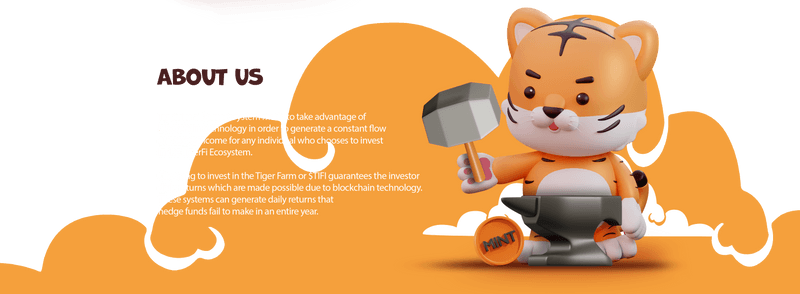 ABOUT US
to take advantage of
technology in order to generate a constant flow
income for any individual who chooses to invest
Ecosystem.
to invest in the Tiger Farm or $TIFI guarantees the investor
returns which are made possible due to blockchain technology.
these systems can generate daily returns that
hedge funds fail to make in an entire year.
MINT